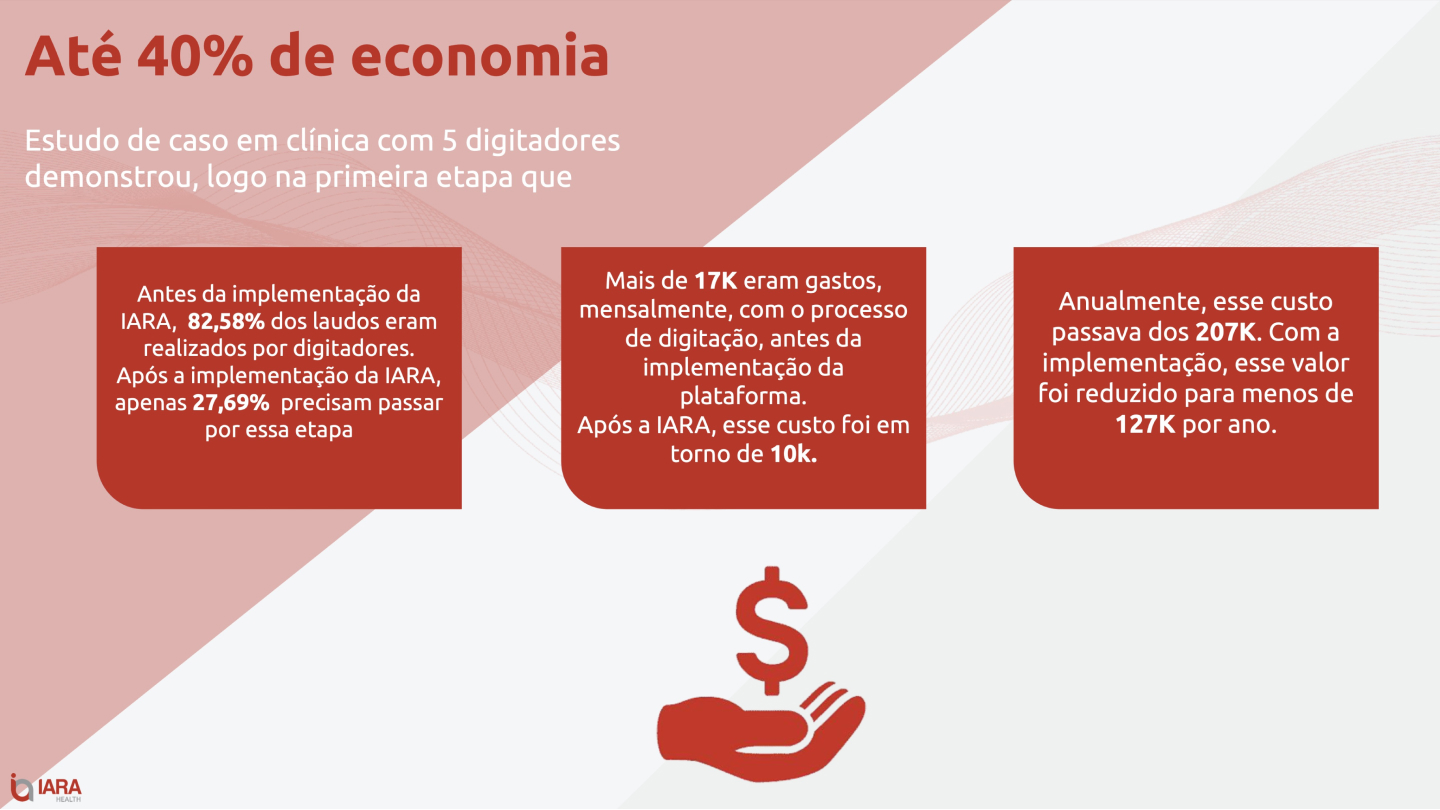 Até 40% de economia
Estudo de caso em clínica com 5 digitadores
demonstrou, logo na primeira etapa que
Antes da implementação da
IARA, 82,58% dos laudos eram
realizados por digitadores.
Após a implementação da IARA,
apenas 27,69% precisam passar
por essa etapa
Mais de 17K eram gastos,
mensalmente, com o processo
de digitação, antes da
implementação da
plataforma.
Após a IARA, esse custo foi em
torno de 10k.
Anualmente, esse custo
passava dos 207K. Com a
implementação, esse valor
foi reduzido para menos de
127K por ano.
$
IARA
HEALTH